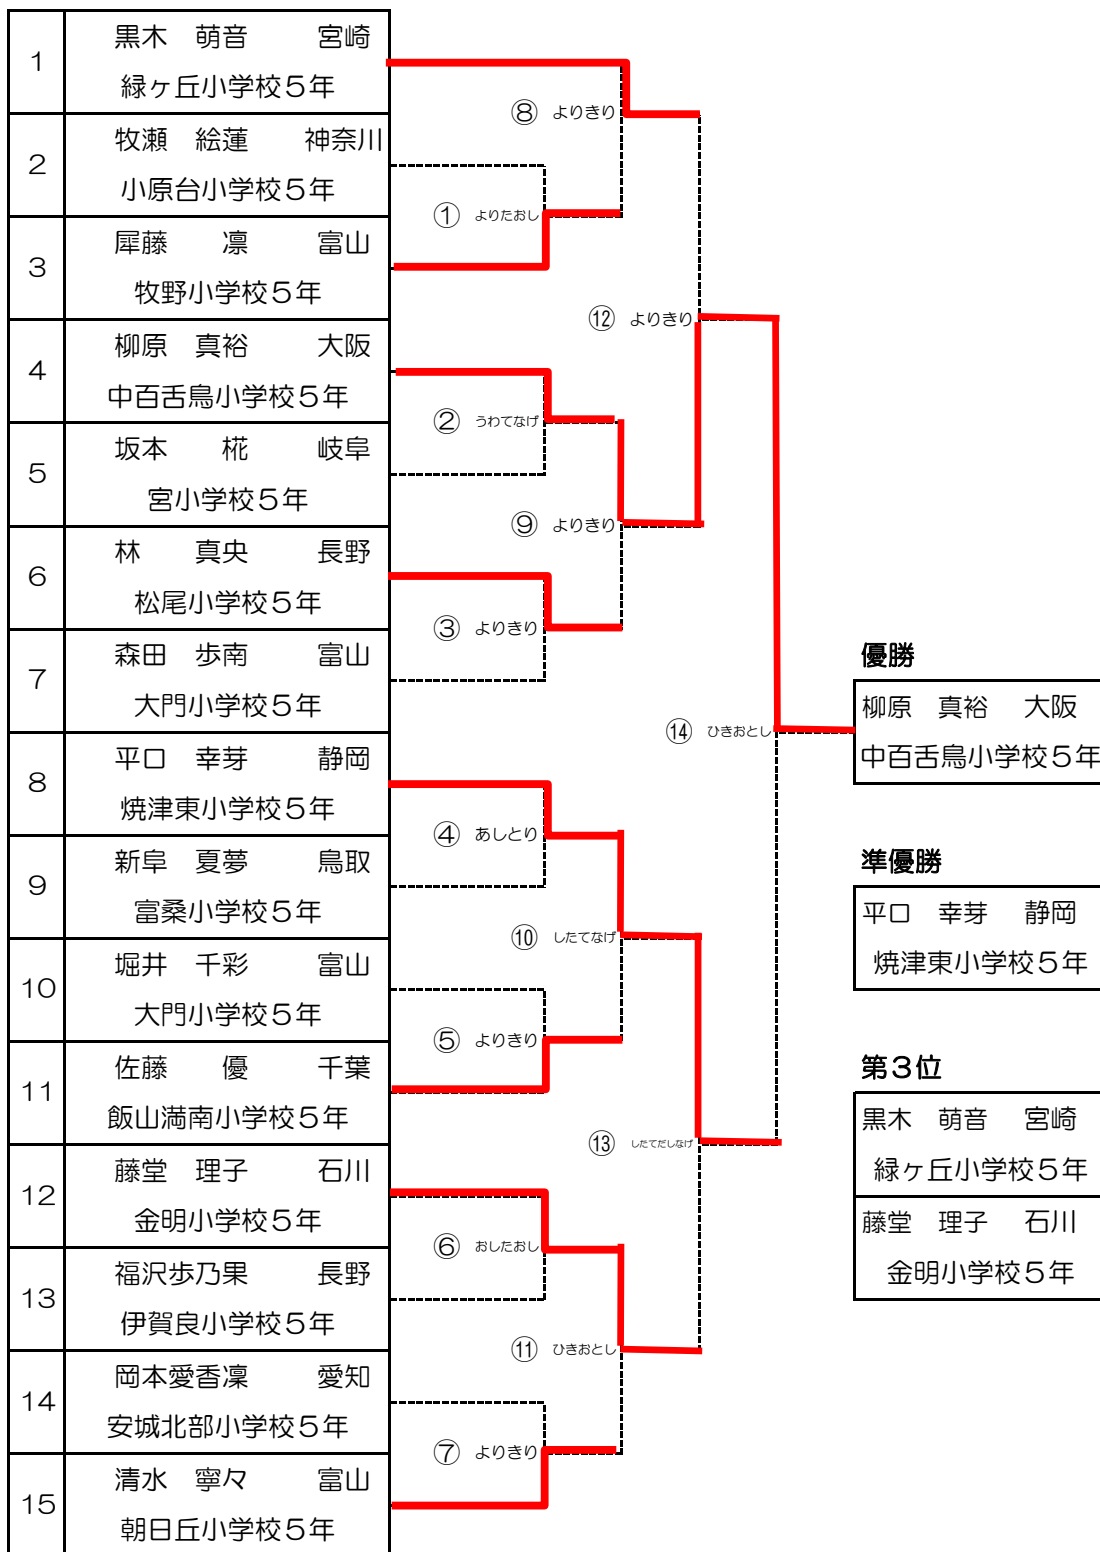 1 黒木　萌音　宮崎
緑ヶ丘小学校５年
2 牧瀬　絵蓮　神奈川
小原台小学校５年
3 犀藤　凛　富山
牧野小学校５年
4 柳原　真裕　大阪
中百舌鳥小学校５年
5 坂本　椛　岐阜
宮小学校５年
6 林　真央　長野
松尾小学校５年
7 森田　歩南　富山
大門小学校５年
8 平口　幸芽　静岡
焼津東小学校５年
9 新阜　夏夢　鳥取
富桑小学校５年
10 堀井　千彩　富山
大門小学校５年
11 佐藤　優　千葉
飯山満南小学校５年
12 藤堂　理子　石川
金明小学校５年
13 福沢歩乃果　長野
伊賀良小学校５年
14 岡本愛香凜　愛知
安城北部小学校５年
15 清水　寧々　富山
朝日丘小学校５年
① よりたおし
② うわてなげ
③ よりきり
④ あしとり
⑤ よりきり
⑥ おしたおし
⑦ よりきり
⑧ よりきり
⑨ よりきり
⑩ したてなげ
⑪ ひきおとし
⑫ よりきり
⑬ したてだしなげ
⑭ ひきおとし
優勝
柳原　真裕　大阪
中百舌鳥小学校５年
準優勝
平口　幸芽　静岡
焼津東小学校５年
第３位
黒木　萌音　宮崎
緑ヶ丘小学校５年
藤堂　理子　石川
金明小学校５年